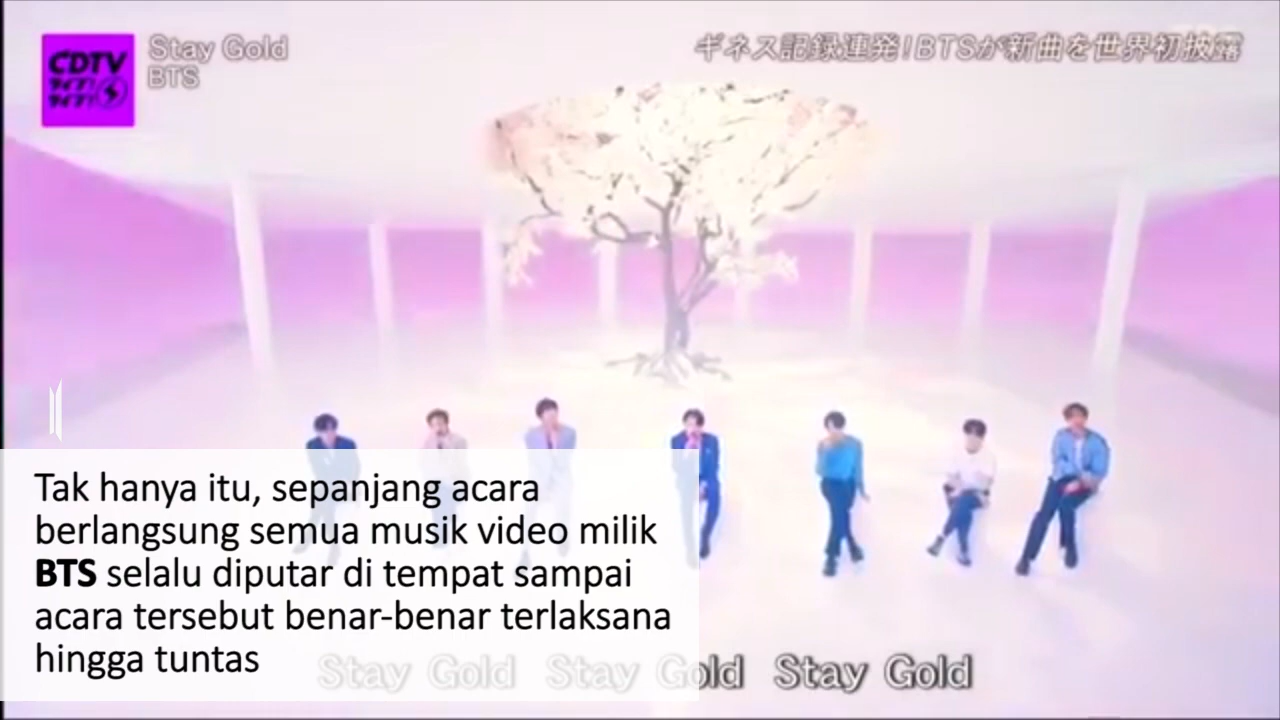 CDTV
ライブ!
ライブ!
Stay Gold
BTS
ギネス記録連発!BTSが新曲を世界初披露
Tak hanya itu, sepanjang acara
berlangsung semua musik video milik
BTS selalu diputar di tempat sampai
acara tersebut benar-benar terlaksana
hingga tuntas
Stay Gold Stay Gold Stay Gold